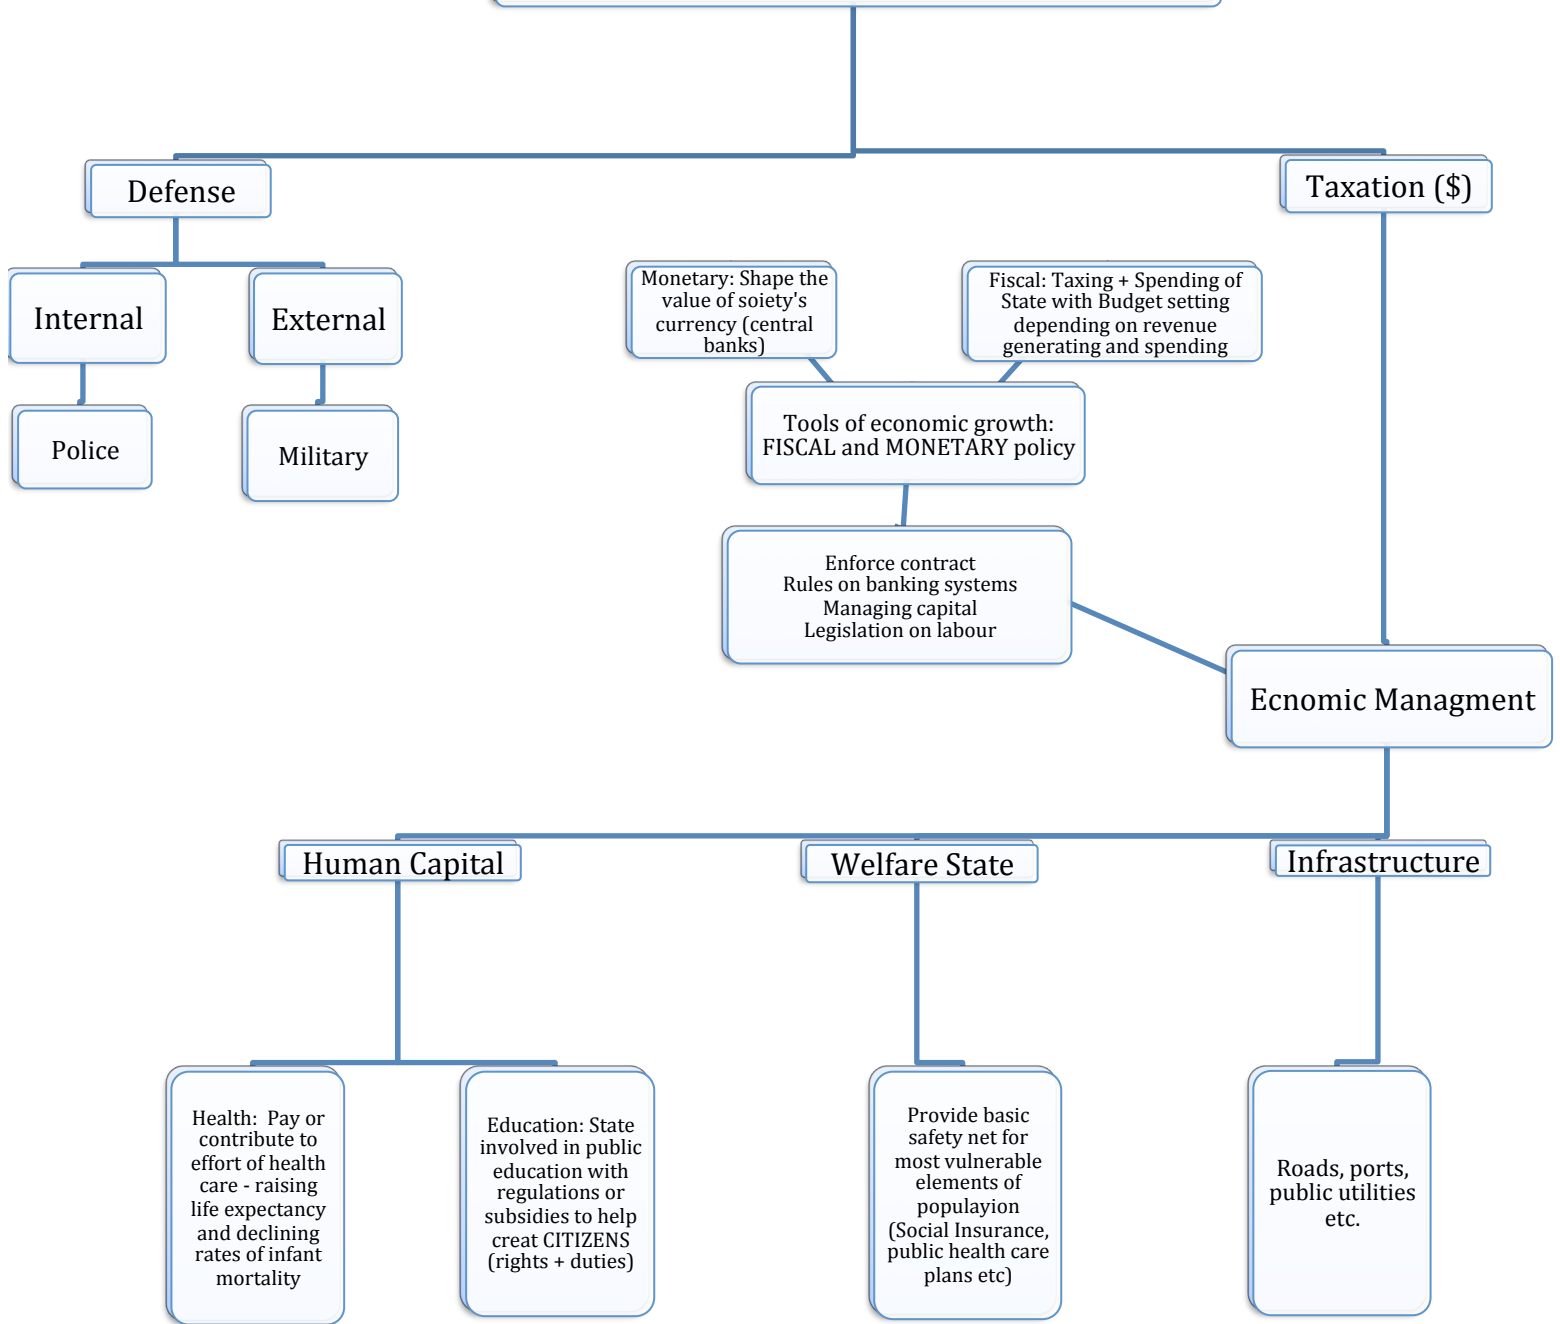 Defense
Taxation ($)
Internal
External
Monetary: Shape the
value of soiety's
currency (central
banks)
Fiscal: Taxing + Spending of
State with Budget setting
depending on revenue
generating and spending
Police
Military
Tools of economic growth:
FISCAL and MONETARY policy
Enforce contract
Rules on banking systems
Managing capital
Legislation on labour
Ecnomic Managment
Human Capital
Welfare State
Infrastructure
Health:  Pay or
contribute to
effort of health
care - raising
life expectancy
and declining
rates of infant
mortality
Education: State
involved in public
education with
regulations or
subsidies to help
creat CITIZENS
(rights + duties)
Provide basic
safety net for
most vulnerable
elements of
populayion
(Social Insurance,
public health care
plans etc)
Roads, ports,
public utilities
etc.